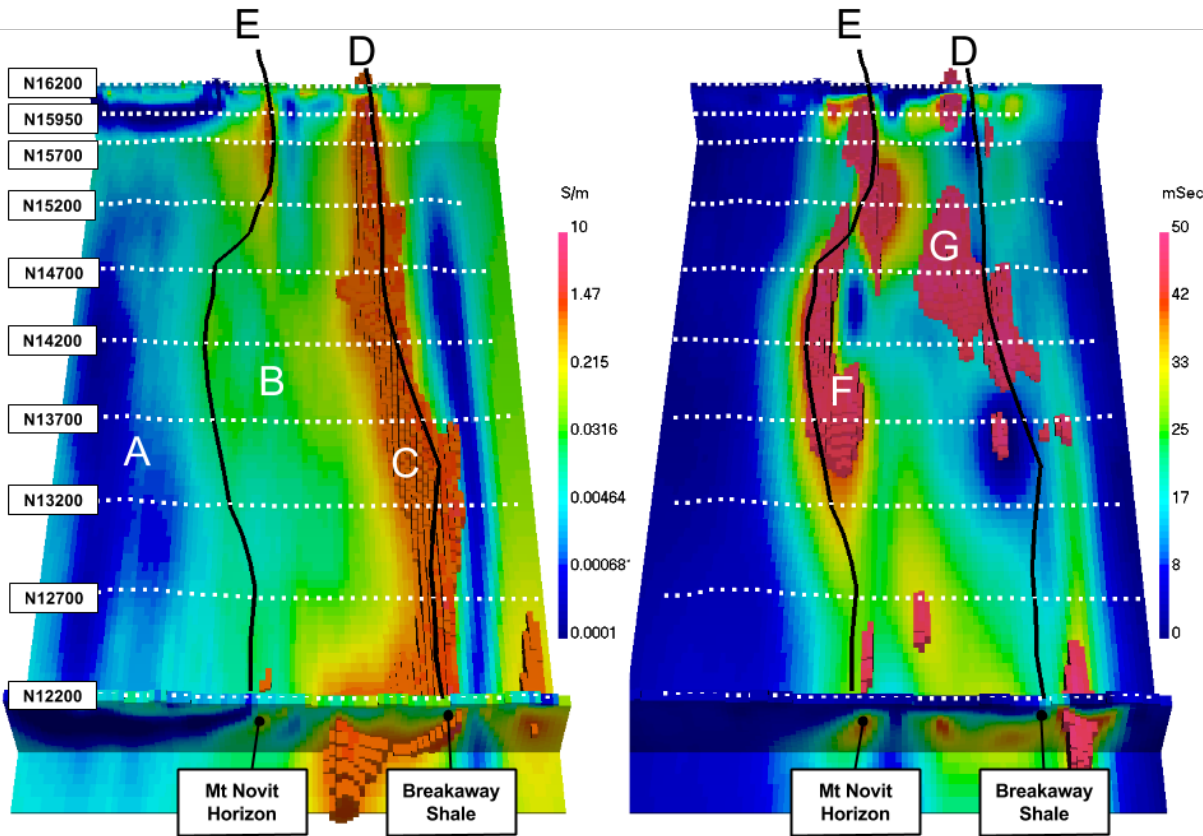 E
D
E
D
N16200
N15950
N15700
N15200
N14700
N14200
N13700
N13200
N12700
N12200
S/m
10
1.47
0.215
0.0316
0.00464
0.00068*
0.0001
A
B
C
Mt Novit
Horizon
Breakaway
Shale
mSec
50
42
33
25
17
8
0
G
F
Mt Novit
Horizon
Breakaway
Shale